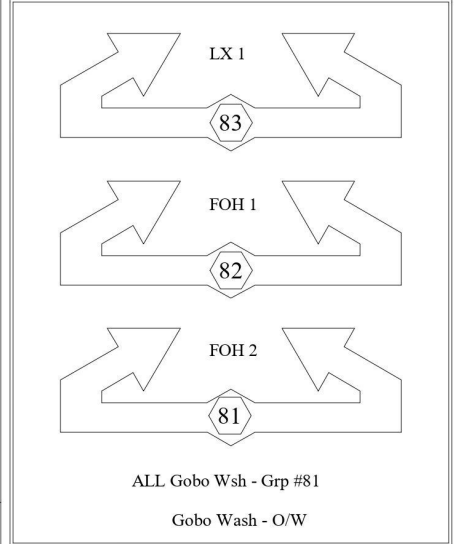 LX 1
83
FOH 1
82
FOH 2
81
ALL Gobo Wsh - Grp #81
Gobo Wash - O/W